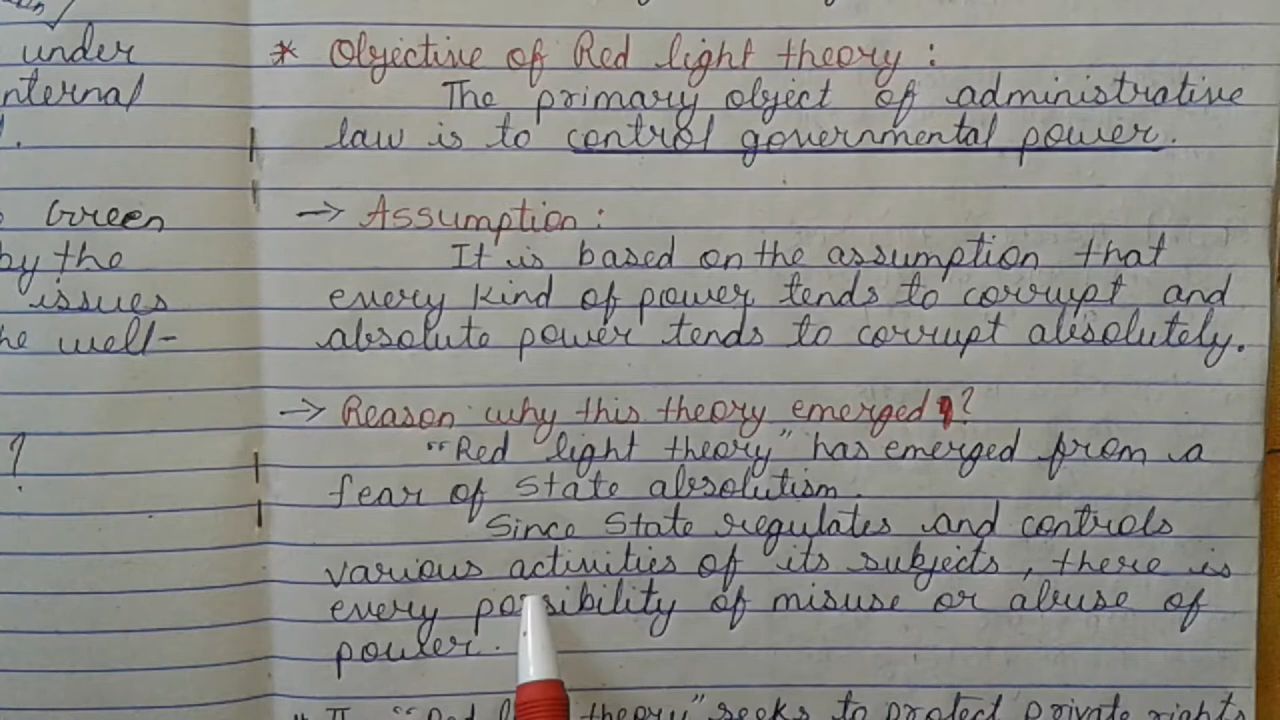 under
nternal
Green
by the
issues
he well-
?
* Objective of Red light theory :
The primary object of administrative
law is to control governmental power.
→ Assumption :
It is based on the assumption that
every kind of power tends to corrupt and
absolute power tends to corrupt absolutely.
→ Reason why this theory emerged ?
"Red light theory" has emerged from a
fear of State absolutism.
Since State regulates and controls
various activities of its subjects, there is
every possibility of misuse or abuse of
power.
theory" seeks to protect private rights